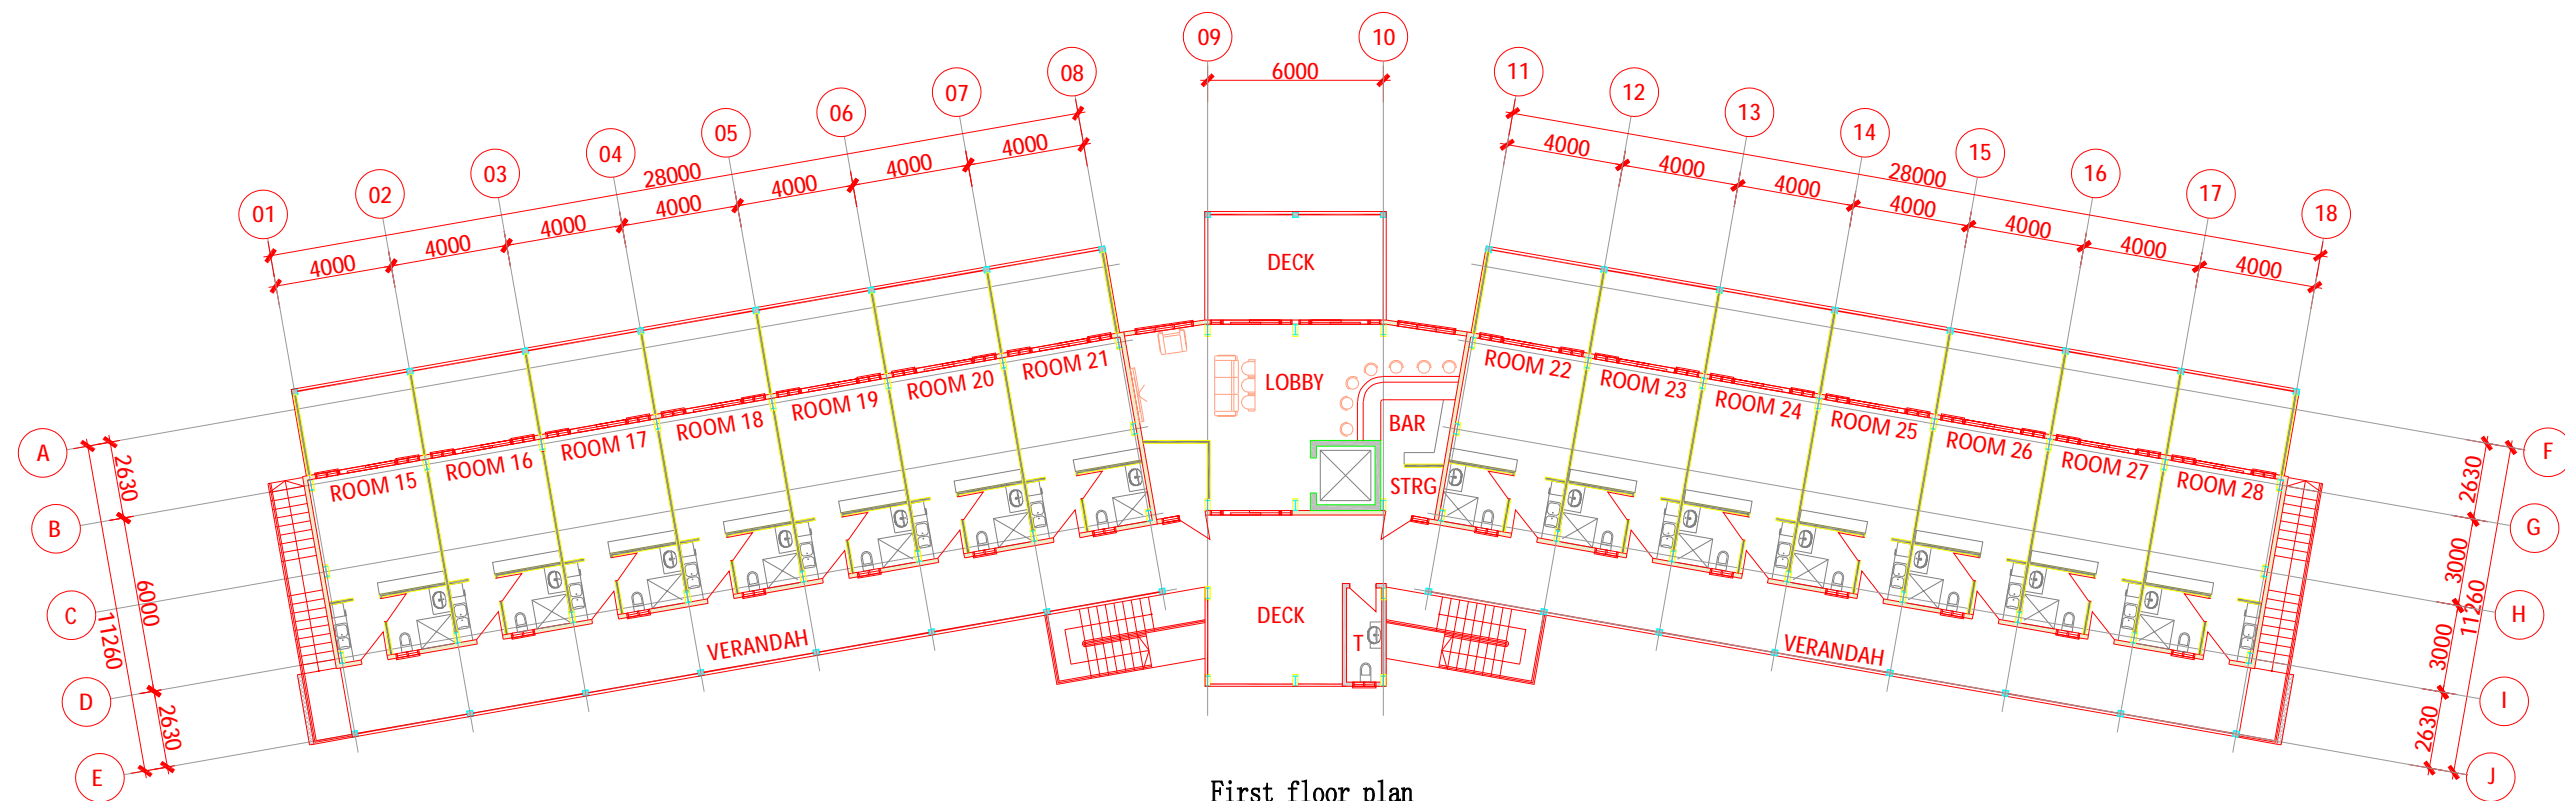 01
02
03
04
05
06
07
08
09
10
11
12
13
14
15
16
17
18
28000
4000
4000
4000
4000
4000
4000
4000
6000
28000
4000
4000
4000
4000
4000
4000
4000
A
B
C
D
E
2630
6000
2630
11260
F
G
H
I
J
2630
3000
3000
2630
11260
ROOM 15
ROOM 16
ROOM 17
ROOM 18
ROOM 19
ROOM 20
ROOM 21
DECK
LOBBY
BAR
STRG
ROOM 22
ROOM 23
ROOM 24
ROOM 25
ROOM 26
ROOM 27
ROOM 28
VERANDAH
DECK
T
VERANDAH
First floor plan